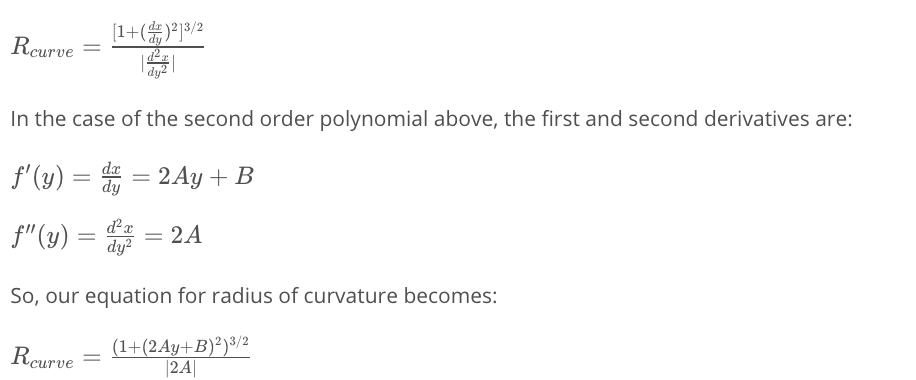 R_{curve} = \frac{[1+(\frac{dx}{dy})^2]^{3/2}}{|\frac{d^2x}{dy^2}|}
In the case of the second order polynomial above, the first and second derivatives are:
f'(y) = \frac{dx}{dy} = 2Ay + B
f''(y) = \frac{d^2x}{dy^2} = 2A
So, our equation for radius of curvature becomes:
R_{curve} = \frac{(1+(2Ay+B)^2)^{3/2}}{|2A|}